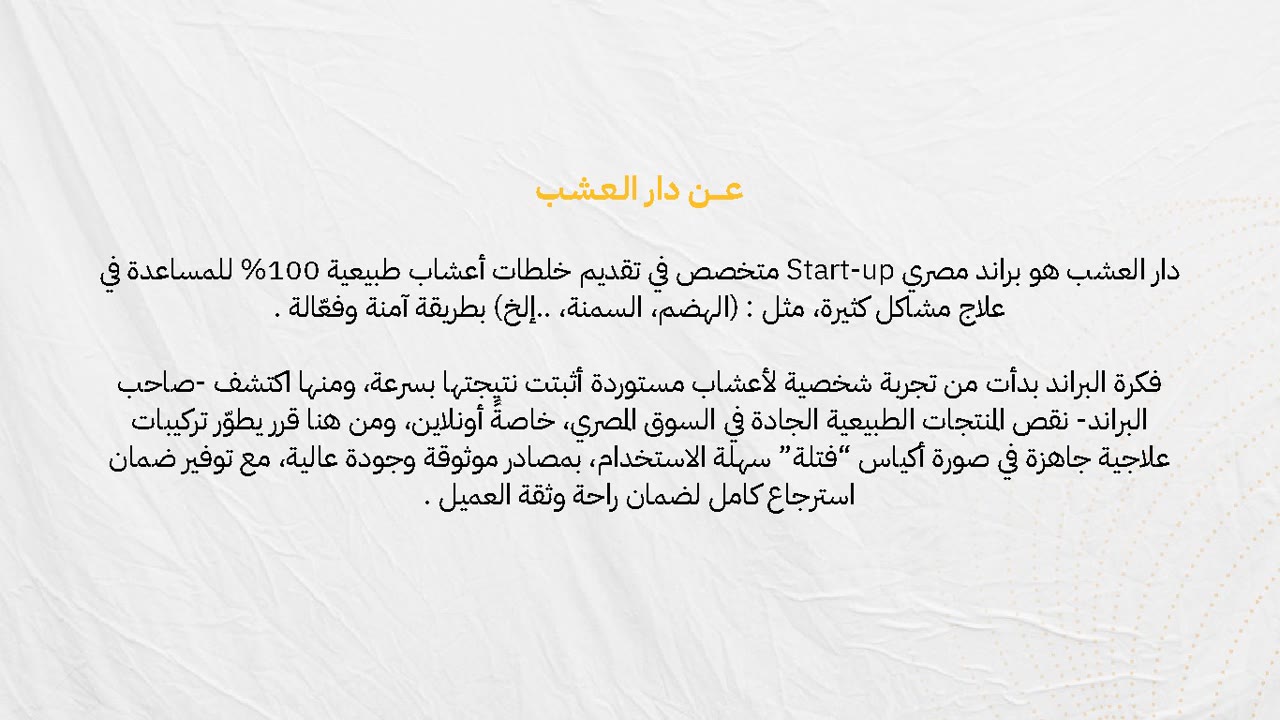 عـن دار العشب
دار العشب هو براند مصري Start-up متخصص في تقديم خلطات أعشاب طبيعية 100% للمساعدة في
علاج مشاكل كثيرة، مثل : (الهضم، السمنة، ..إلخ) بطريقة آمنة وفعّالة .
فكرة البراند بدأت من تجربة شخصية لأعشاب مستوردة أثبتت نتيجتها بسرعة، ومنها اكتشف -صاحب
البراند- نقص المنتجات الطبيعية الجادة في السوق المصري، خاصةً أونلاين، ومن هنا قرر يطوّر تركيبات
علاجية جاهزة في صورة أكياس “فتلة” سهلة الاستخدام، بمصادر موثوقة وجودة عالية، مع توفير ضمان
استرجاع كامل لضمان راحة وثقة العميل .